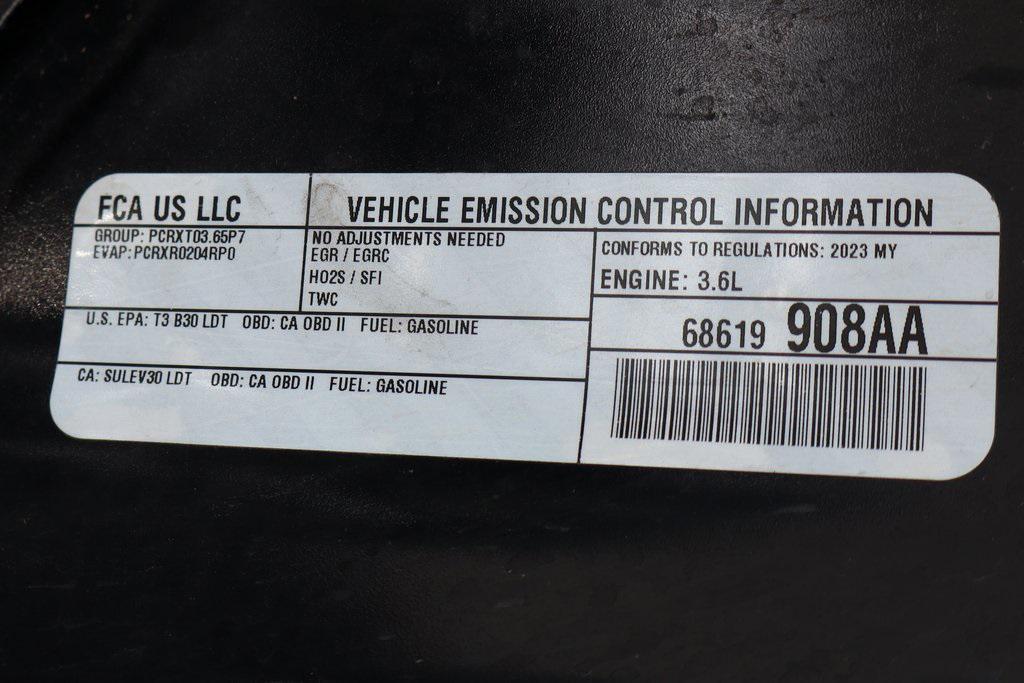 FCA US LLC
VEHICLE EMISSION CONTROL INFORMATION
GROUP: PCRXT03.65P7
EVAP: PCRXR0204RP0
NO ADJUSTMENTS NEEDED
EGR / EGRC
HO2S / SFI
TWC
CONFORMS TO REGULATIONS: 2023 MY
ENGINE: 3.6L
U.S. EPA: T3 B30 LDT OBD: CA OBD II FUEL: GASOLINE
68619 908AA
CA: SULEV30 LDT OBD: CA OBD II FUEL: GASOLINE